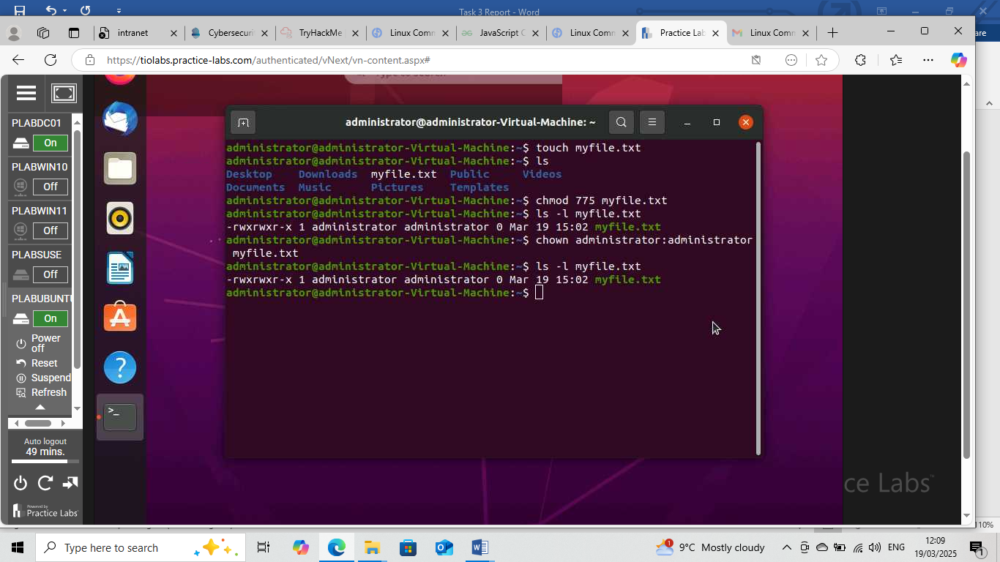 Task 3 Report - Word
intranet
Cybersecuri
TryHackMe
Linux Comm
JavaScript C
Linux Comm
Practice Lab
Linux Comm
are
https://tiolabs.practice-labs.com/authenticated/vNext/vn-content.aspx#
Type to search
PLABDC01
On
PLABWIN10
Off
PLABWIN11
Off
PLABSUSE
Off
PLABUBUNTU
On
Power
off
Reset
Suspend
Refresh
Auto logout
49 mins.
Powered by
Practice Labs
administrator@administrator-Virtual-Machine: ~
administrator@administrator-Virtual-Machine:~$ touch myfile.txt
administrator@administrator-Virtual-Machine:~$ ls
Desktop Downloads myfile.txt Public Videos
Documents Music Pictures Templates
administrator@administrator-Virtual-Machine:~$ chmod 775 myfile.txt
administrator@administrator-Virtual-Machine:~$ ls -l myfile.txt
-rwxrwxr-x 1 administrator administrator 0 Mar 19 15:02 myfile.txt
administrator@administrator-Virtual-Machine:~$ chown administrator:administrator
myfile.txt
administrator@administrator-Virtual-Machine:~$ ls -l myfile.txt
-rwxrwxr-x 1 administrator administrator 0 Mar 19 15:02 myfile.txt
administrator@administrator-Virtual-Machine:~$
ce Labs™
110%
Type here to search
1
9°C Mostly cloudy
ENG
12:09
19/03/2025
1